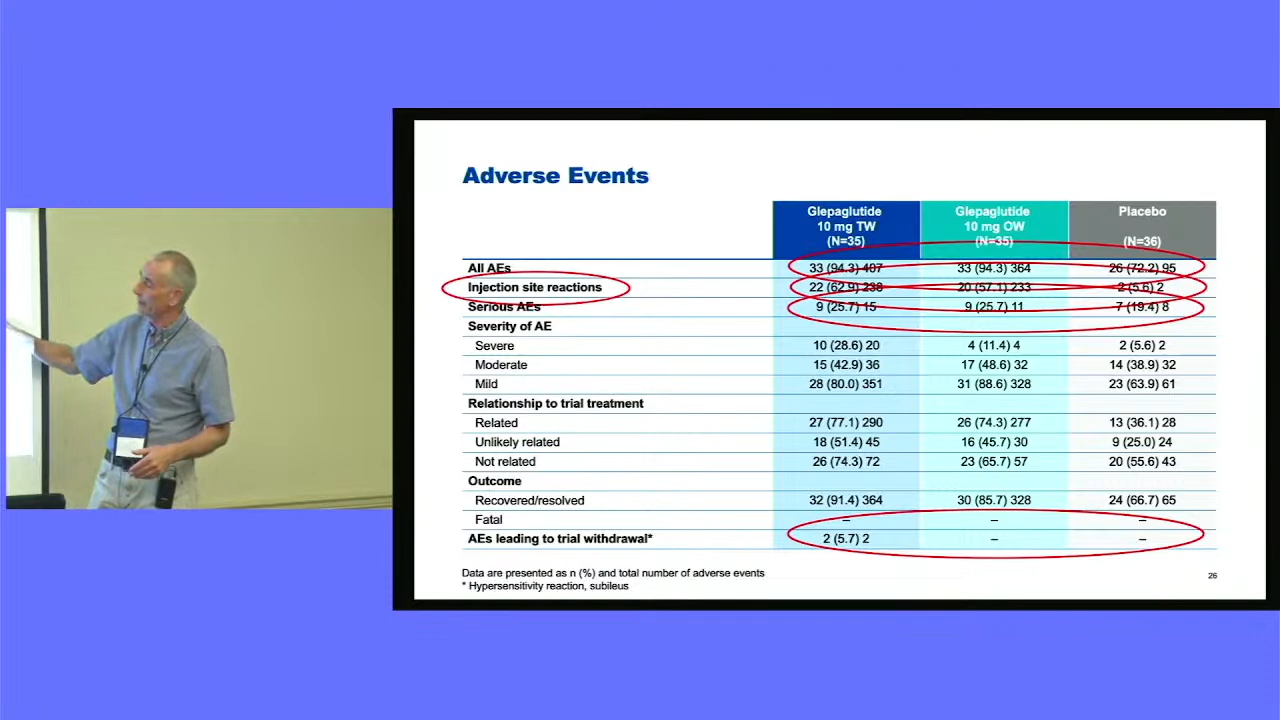 Adverse Events
Glepaglutide 10 mg TW (N=35) Glepaglutide 10 mg OW (N=35) Placebo (N=36)
All AEs 33 (94.3) 407 33 (94.3) 364 26 (72.2) 95
Injection site reactions 22 (62.9) 238 20 (57.1) 233 2 (5.6) 2
Serious AEs 9 (25.7) 15 9 (25.7) 11 7 (19.4) 8
Severity of AE
Severe 10 (28.6) 20 4 (11.4) 4 2 (5.6) 2
Moderate 15 (42.9) 36 17 (48.6) 32 14 (38.9) 32
Mild 28 (80.0) 351 31 (88.6) 328 23 (63.9) 61
Relationship to trial treatment
Related 27 (77.1) 290 26 (74.3) 277 13 (36.1) 28
Unlikely related 18 (51.4) 45 16 (45.7) 30 9 (25.0) 24
Not related 26 (74.3) 72 23 (65.7) 57 20 (55.6) 43
Outcome
Recovered/resolved 32 (91.4) 364 30 (85.7) 328 24 (66.7) 65
Fatal – – –
AEs leading to trial withdrawal* 2 (5.7) 2 – –
Data are presented as n (%) and total number of adverse events
* Hypersensitivity reaction, subileus
26